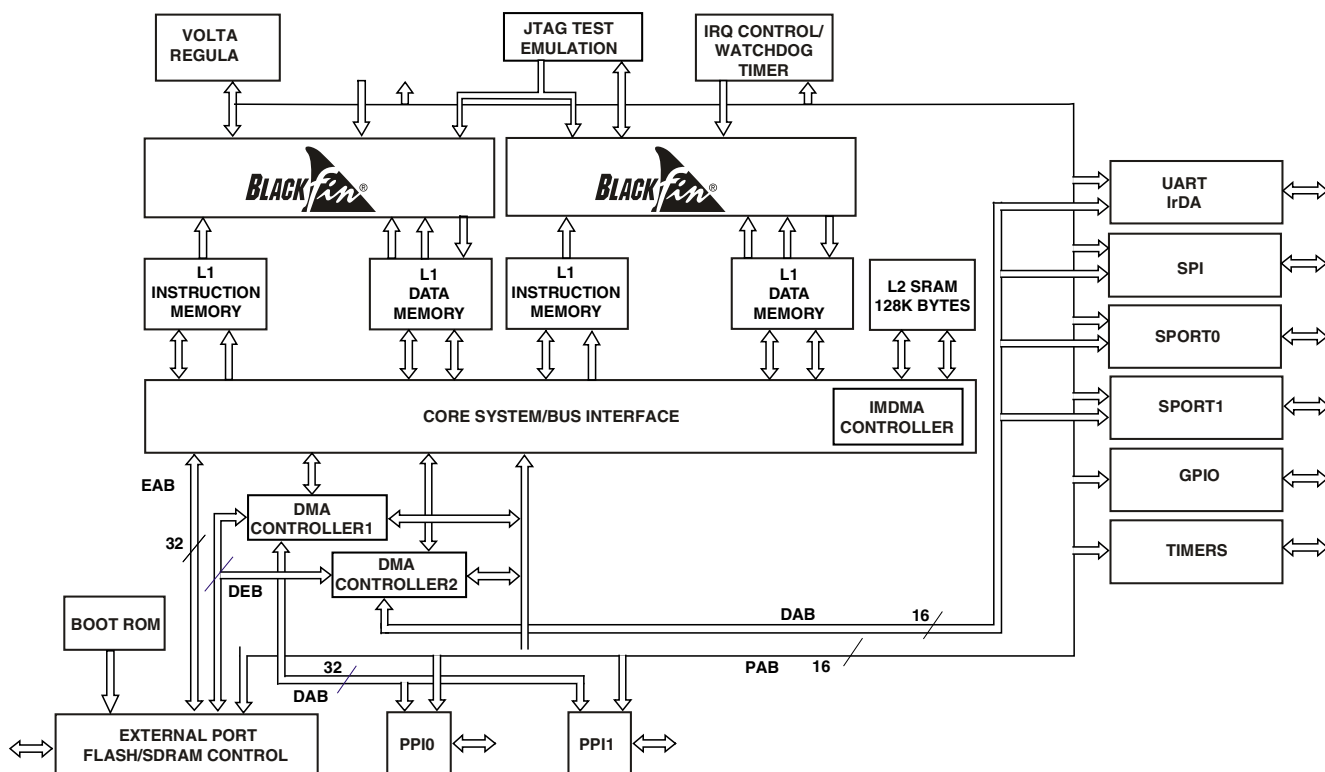 VOLTA
REGULA
JTAG TEST
EMULATION
IRQ CONTROL/
WATCHDOG
TIMER
BLACKfin®
BLACKfin®
UART
IrDA
L1
INSTRUCTION
MEMORY
L1
DATA
MEMORY
L1
INSTRUCTION
MEMORY
L1
DATA
MEMORY
L2 SRAM
128K BYTES
SPI
SPORT0
CORE SYSTEM/BUS INTERFACE
IMDMA
CONTROLLER
SPORT1
EAB
GPIO
32
DMA
CONTROLLER1
DMA
CONTROLLER2
TIMERS
DEB
BOOT ROM
DAB
16
32
DAB
PAB
16
EXTERNAL PORT
FLASH/SDRAM CONTROL
PPI0
PPI1